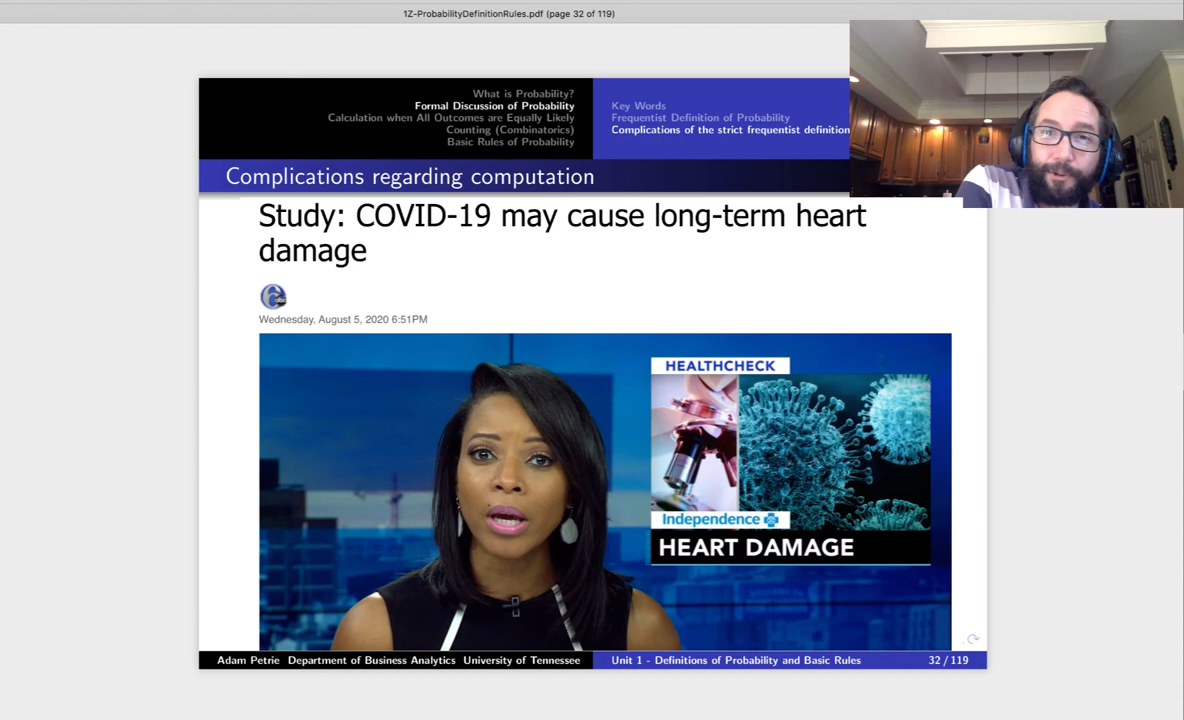 1Z-ProbabilityDefinitionRules.pdf (page 32 of 119)
What is Probability?
Formal Discussion of Probability
Calculation when All Outcomes are Equally Likely
Counting (Combinatorics)
Basic Rules of Probability
Key Words
Frequentist Definition of Probability
Complications of the strict frequentist definition
Complications regarding computation
Study: COVID-19 may cause long-term heart
damage
6abc
Wednesday, August 5, 2020 6:51PM
HEALTHCHECK
Independence
HEART DAMAGE
Adam Petrie Department of Business Analytics University of Tennessee
Unit 1 - Definitions of Probability and Basic Rules
32 / 119